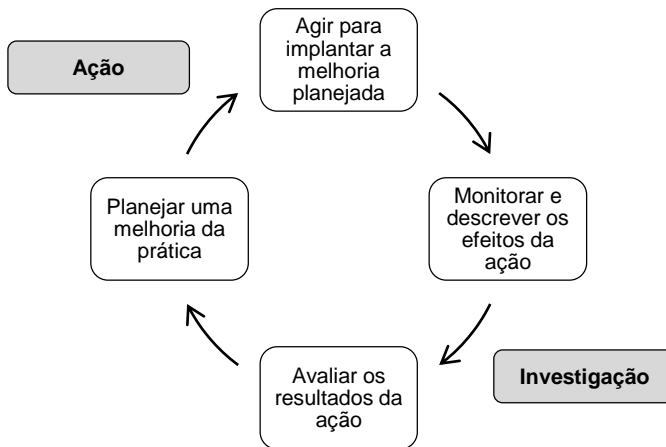 Ação
Agir para
implantar a
melhoria
planejada
Monitorar e
descrever os
efeitos da
ação
Investigação
Avaliar os
resultados da
ação
Planejar uma
melhoria da
prática